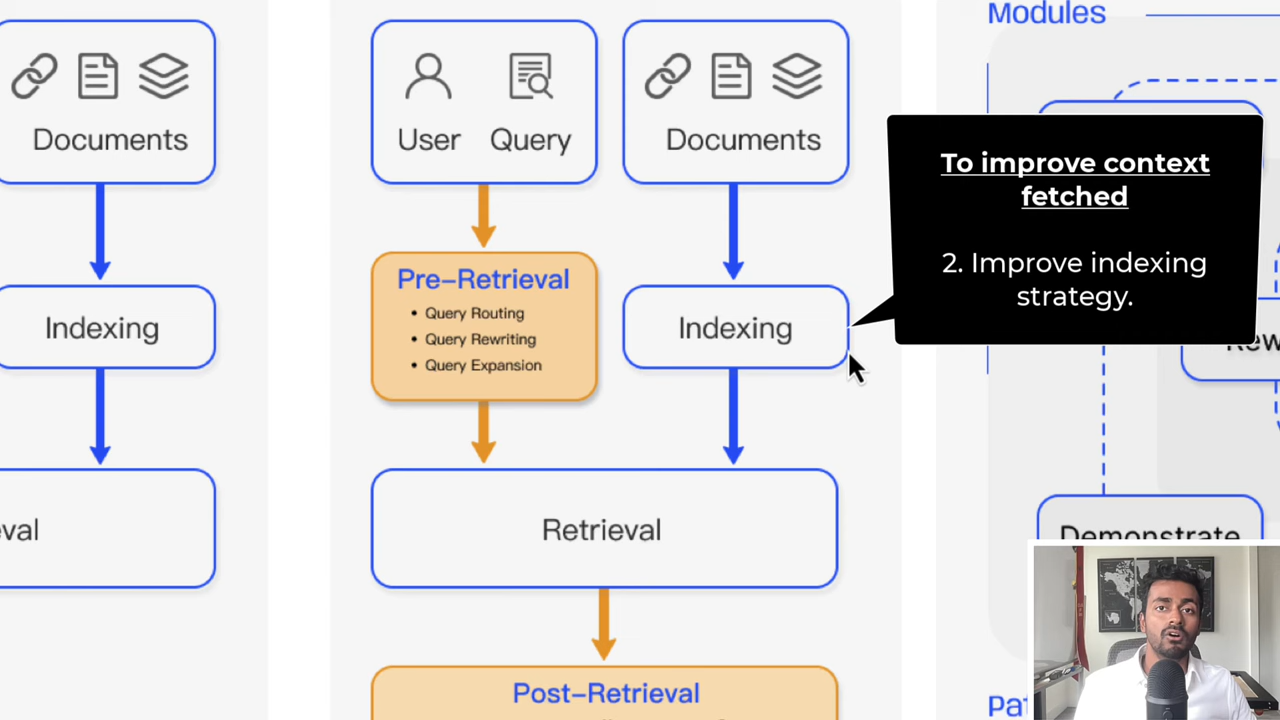 Documents
Indexing
eval
User Query
Pre-Retrieval
• Query Routing
• Query Rewriting
• Query Expansion
Documents
Indexing
Retrieval
Post-Retrieval
Modules
To improve context
fetched
2. Improve indexing
strategy.
Rew
Demonstrate
Pat